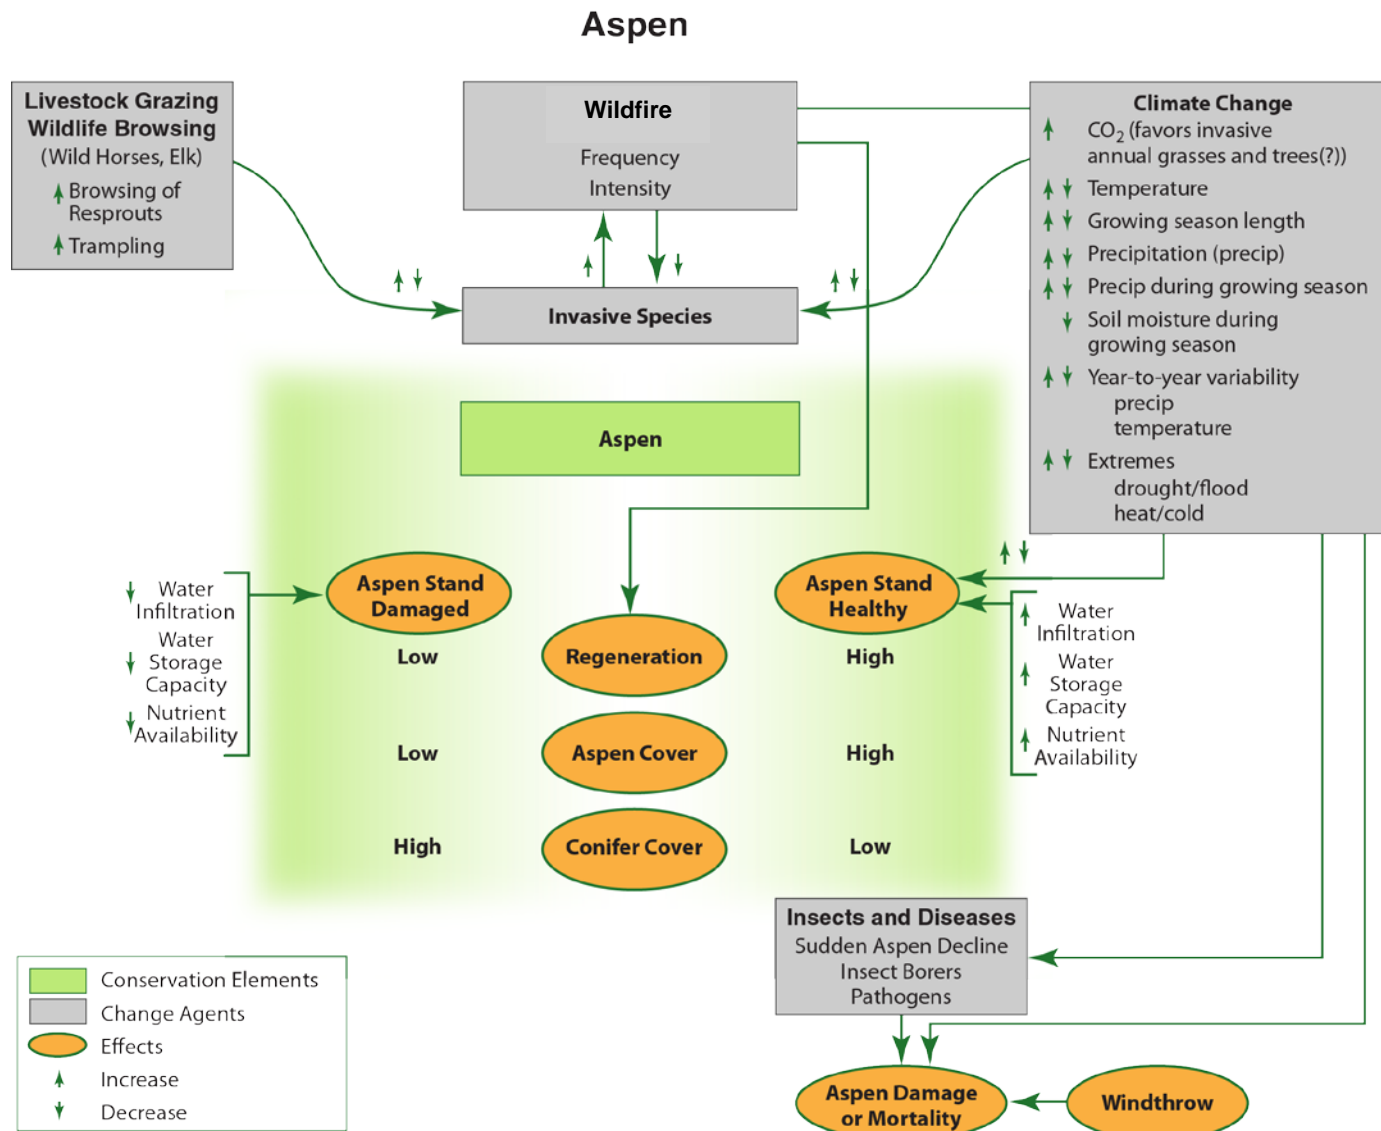 Aspen
Livestock Grazing
Wildlife Browsing
(Wild Horses, Elk)
Browsing of
Resprouts
Trampling
Wildfire
Frequency
Intensity
Climate Change
CO2 (favors invasive
annual grasses and trees(?))
Temperature
Growing season length
Precipitation (precip)
Precip during growing season
Soil moisture during
growing season
Year-to-year variability
precip
temperature
Extremes
drought/flood
heat/cold
Invasive Species
Aspen
Aspen Stand
Damaged
Aspen Stand
Healthy
Water
Infiltration
Water
Storage
Capacity
Nutrient
Availability
Low
Regeneration
High
Low
Aspen Cover
High
High
Conifer Cover
Low
Water
Infiltration
Water
Storage
Capacity
Nutrient
Availability
Insects and Diseases
Sudden Aspen Decline
Insect Borers
Pathogens
Aspen Damage
or Mortality
Windthrow
Conservation Elements
Change Agents
Effects
Increase
Decrease